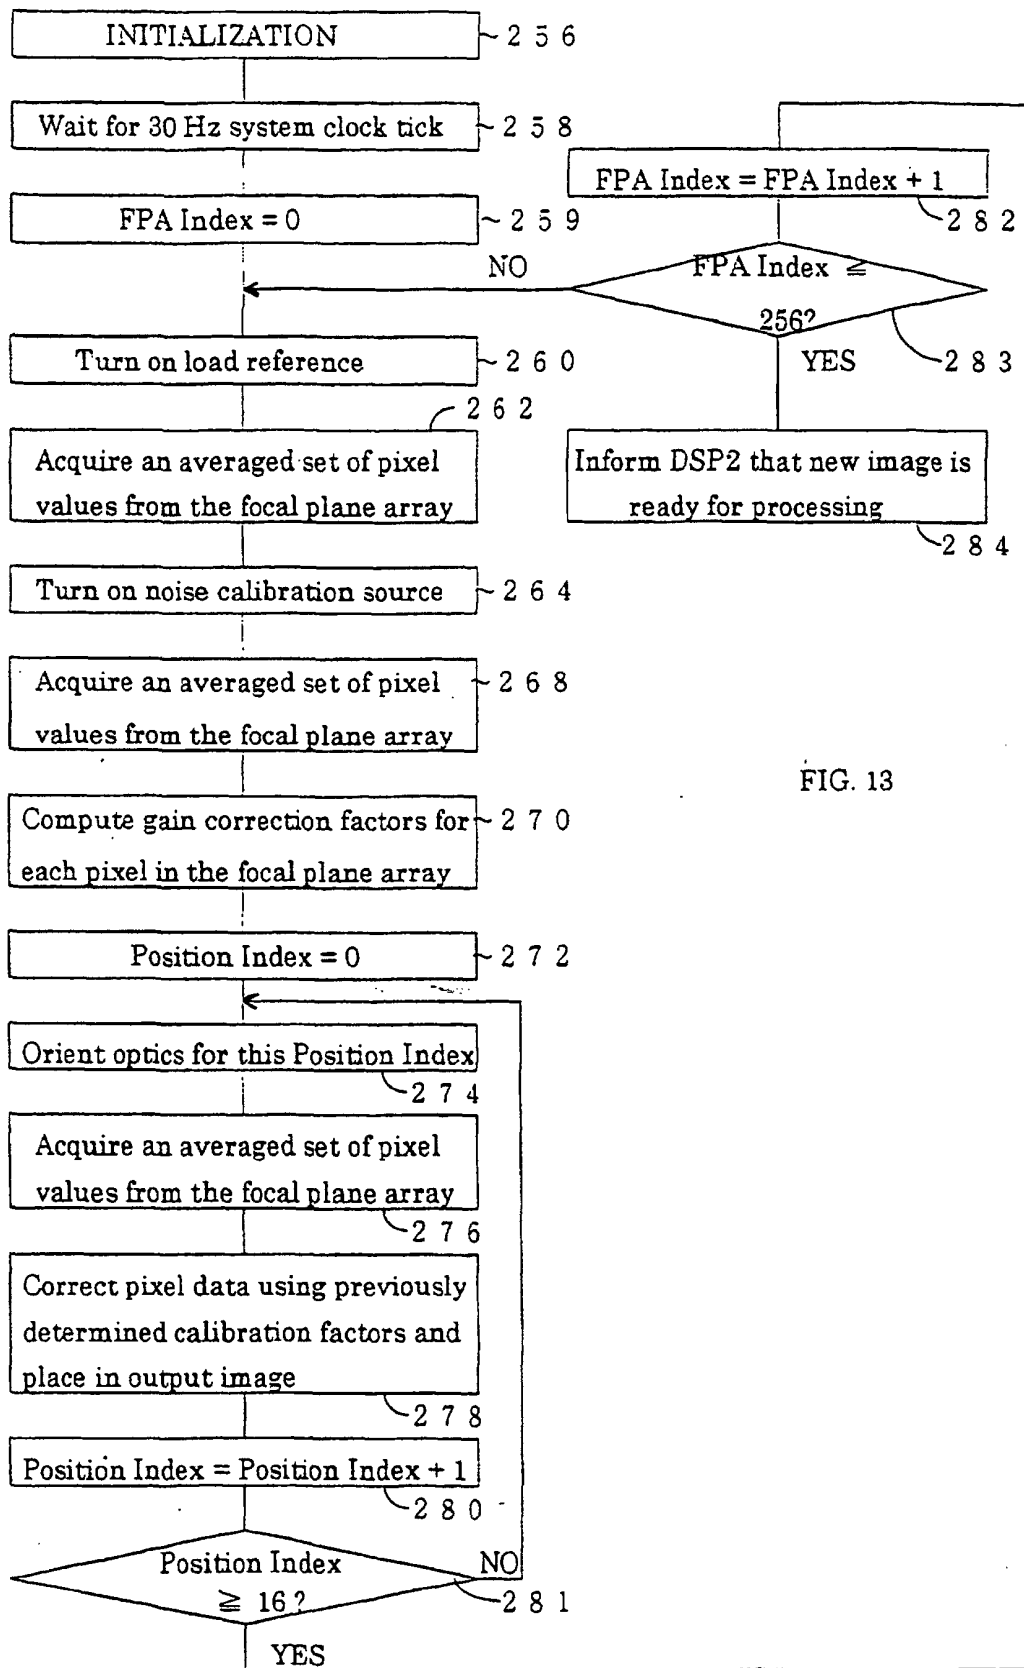 INITIALIZATION
~ 256
Wait for 30 Hz system clock tick
~ 258
FPA Index = 0
~ 259
Turn on load reference
~ 260
262
Acquire an averaged set of pixel
values from the focal plane array
Turn on noise calibration source
~ 264
Acquire an averaged set of pixel
~ 268
values from the focal plane array
Compute gain correction factors for
~ 270
each pixel in the focal plane array
Position Index = 0
~ 272
Orient optics for this Position Index
274
Acquire an averaged set of pixel
values from the focal plane array
276
Correct pixel data using previously
determined calibration factors and
place in output image
278
Position Index = Position Index + 1
280
Position Index
≧ 16?
NO
281
YES
FPA Index = FPA Index + 1
282
NO
FPA Index ≦
256?
283
YES
Inform DSP2 that new image is
ready for processing
284
FIG. 13